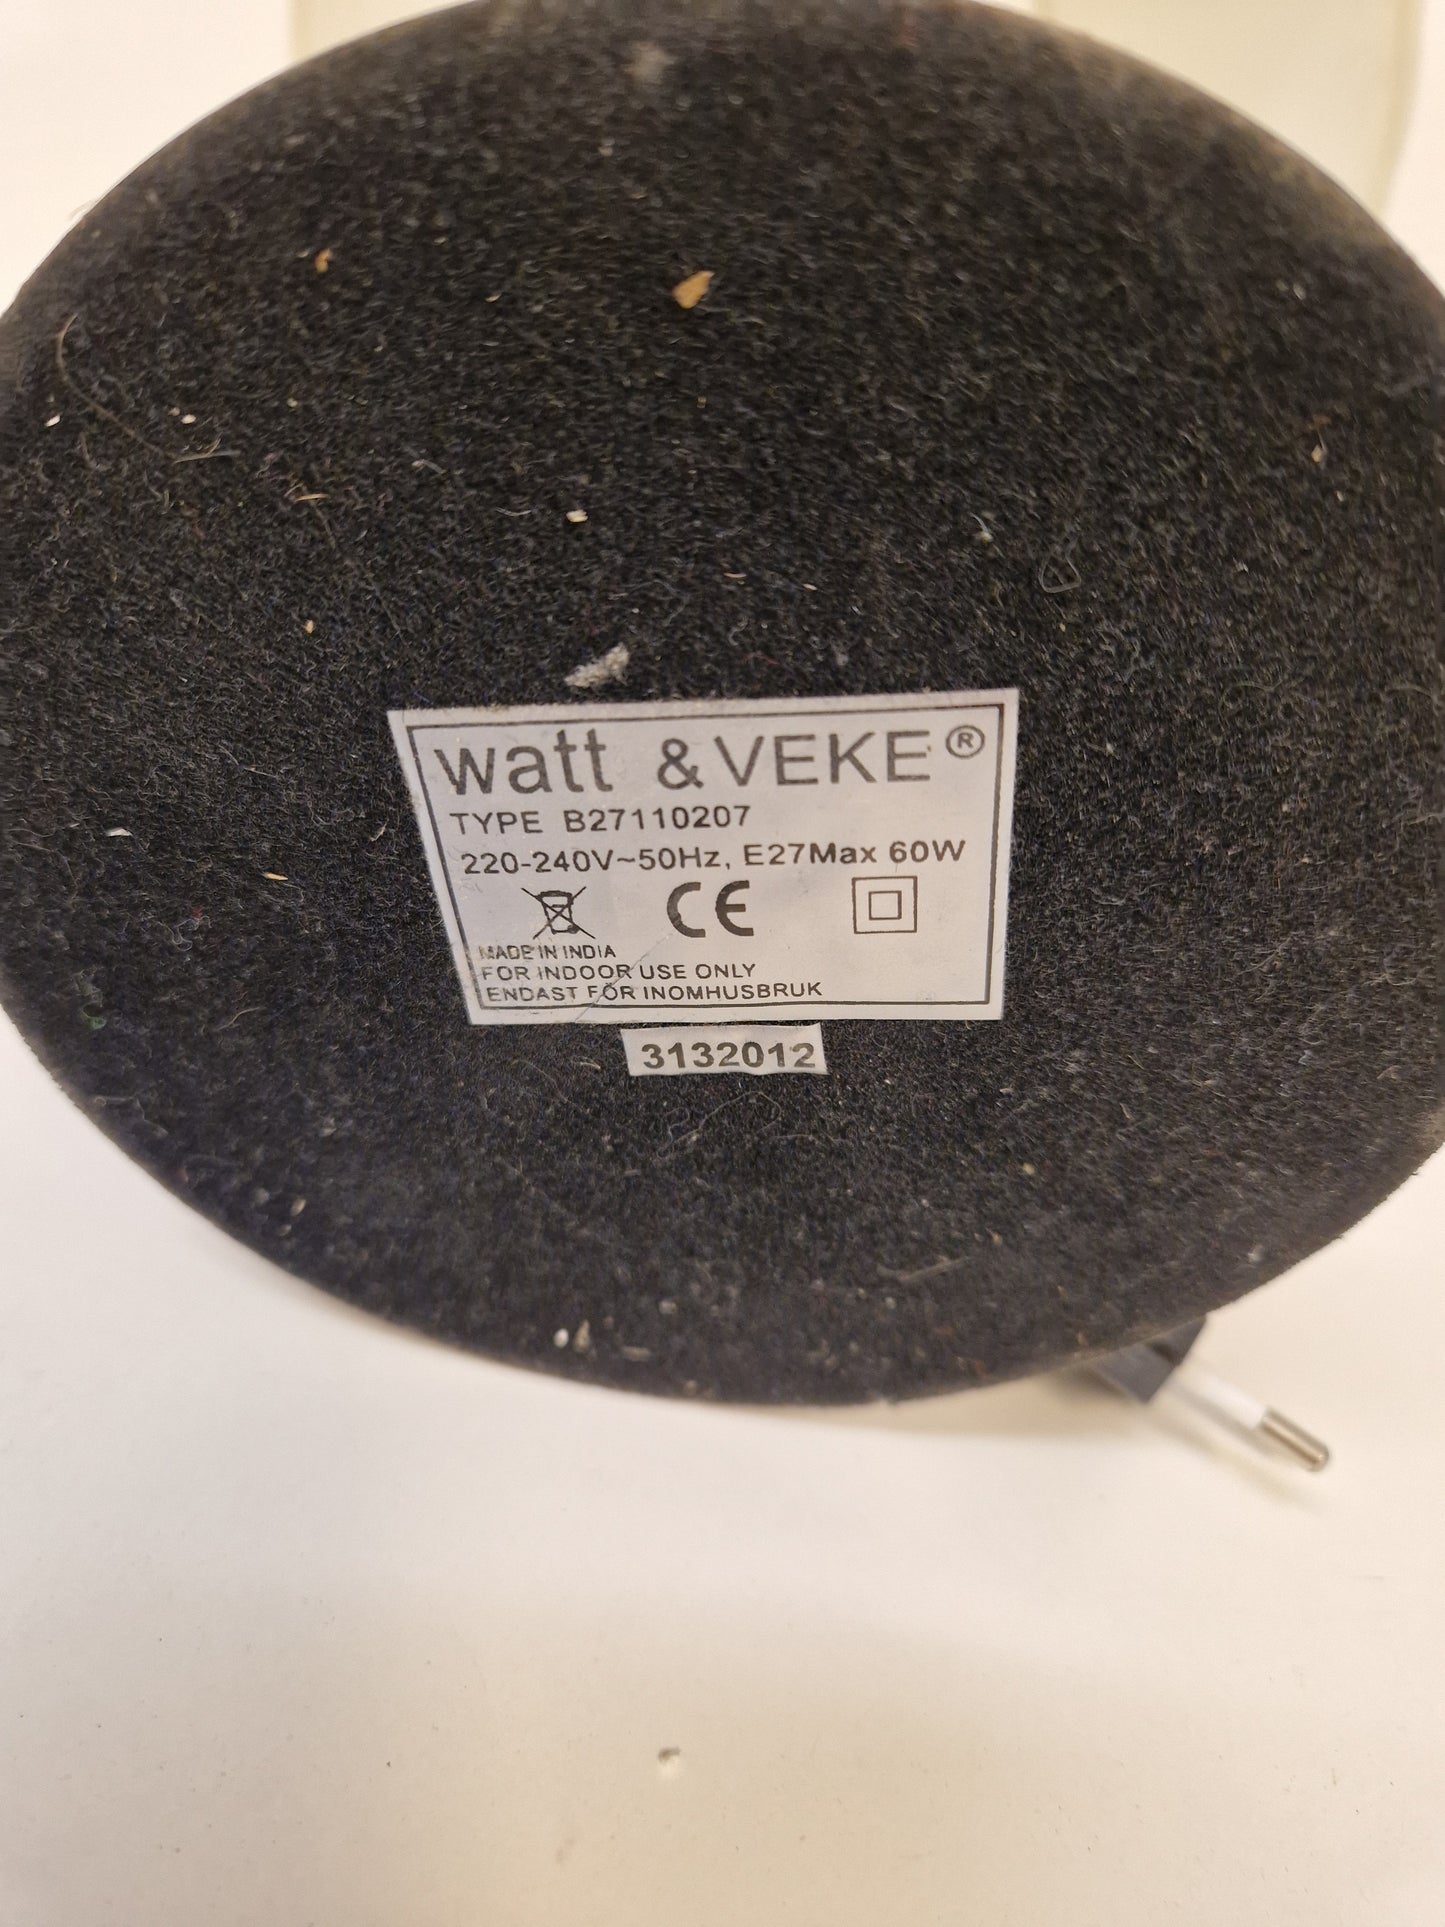 watt & VEKE®
TYPE B27110207
220-240V~50Hz, E27Max 60W
CE
MADE IN INDIA
FOR INDOOR USE ONLY
ENDAST FÖR INOMHUSBRUK
3132012